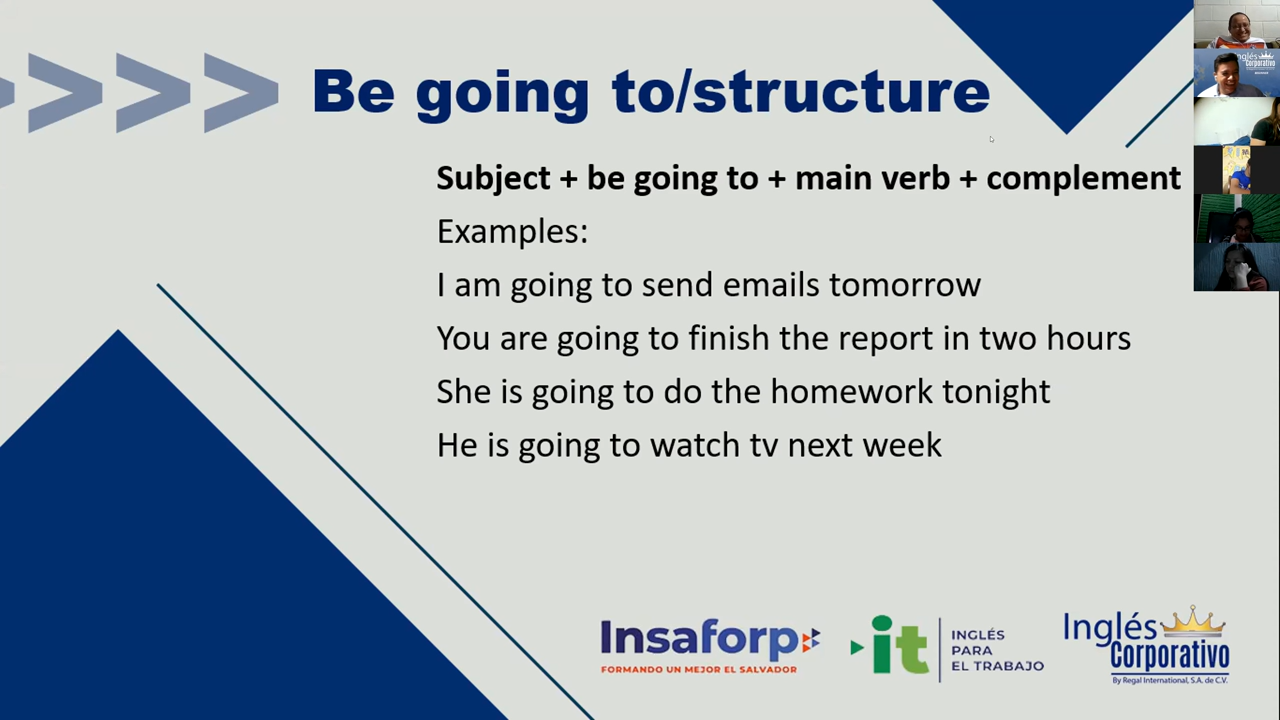 Be going to/structure
Subject + be going to + main verb + complement
Examples:
I am going to send emails tomorrow
You are going to finish the report in two hours
She is going to do the homework tonight
He is going to watch tv next week
Insaforp
FORMANDO UN MEJOR EL SALVADOR
it
INGLÉS
PARA
EL TRABAJO
Inglés
Corporativo
By Regal International, S.A. de C.V.
Inglés
Corporativo